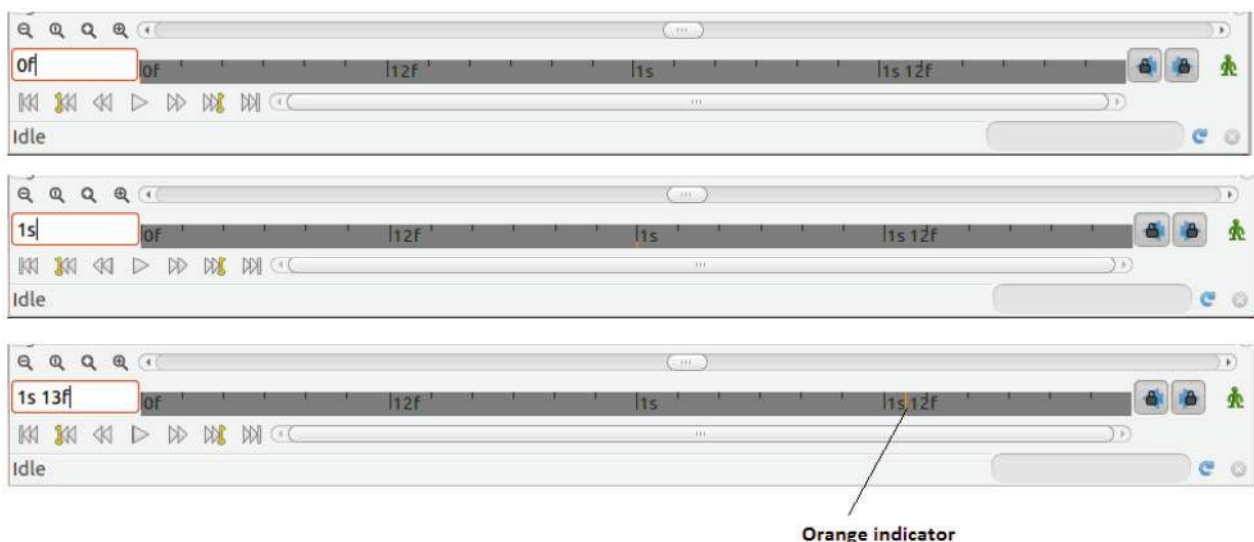 0f
0f 12f 1s 1s 12f
Idle
1s
0f 12f 1s 1s 12f
Idle
1s 13f
0f 12f 1s 1s 12f
Idle
Orange indicator